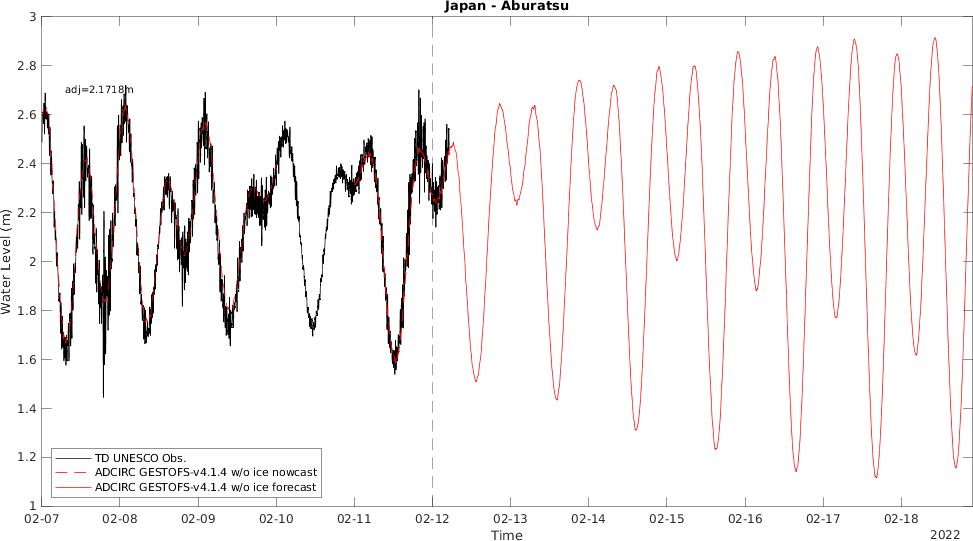 Japan - Aburatsu
3
2.8
2.6
2.4
2.2
2
1.8
1.6
1.4
1.2
1
Water Level (m)
adj=2.1718m
TD UNESCO Obs.
ADCIRC GESTOFS-v4.1.4 w/o ice nowcast
ADCIRC GESTOFS-v4.1.4 w/o ice forecast
02-07 02-08 02-09 02-10 02-11 02-12 02-13 02-14 02-15 02-16 02-17 02-18
Time
2022